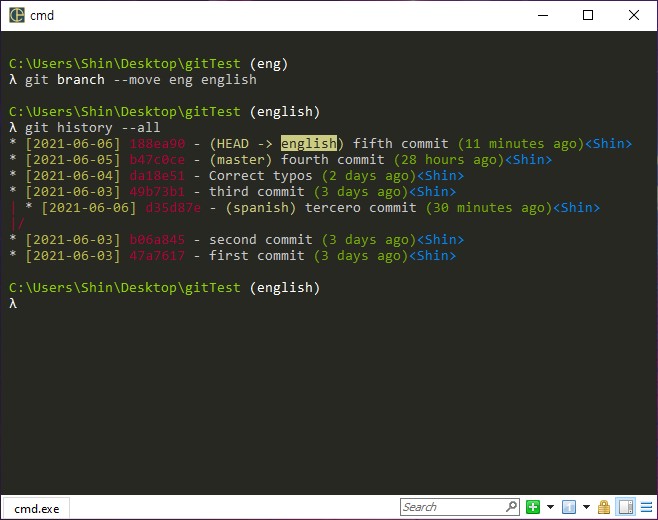 cmd
C:\Users\Shin\Desktop\gitTest (eng)
λ git branch --move eng english
C:\Users\Shin\Desktop\gitTest (english)
λ git history --all
* [2021-06-06] 188ea90 - (HEAD -> english) fifth commit (11 minutes ago)<Shin>
* [2021-06-05] b47c0ce - (master) fourth commit (28 hours ago)<Shin>
* [2021-06-04] da18e51 - Correct typos (2 days ago)<Shin>
* [2021-06-03] 49b73b1 - third commit (3 days ago)<Shin>
| * [2021-06-06] d35d87e - (spanish) tercero commit (30 minutes ago)<Shin>
|/
* [2021-06-03] b06a845 - second commit (3 days ago)<Shin>
* [2021-06-03] 47a7617 - first commit (3 days ago)<Shin>
C:\Users\Shin\Desktop\gitTest (english)
λ
cmd.exe
Search